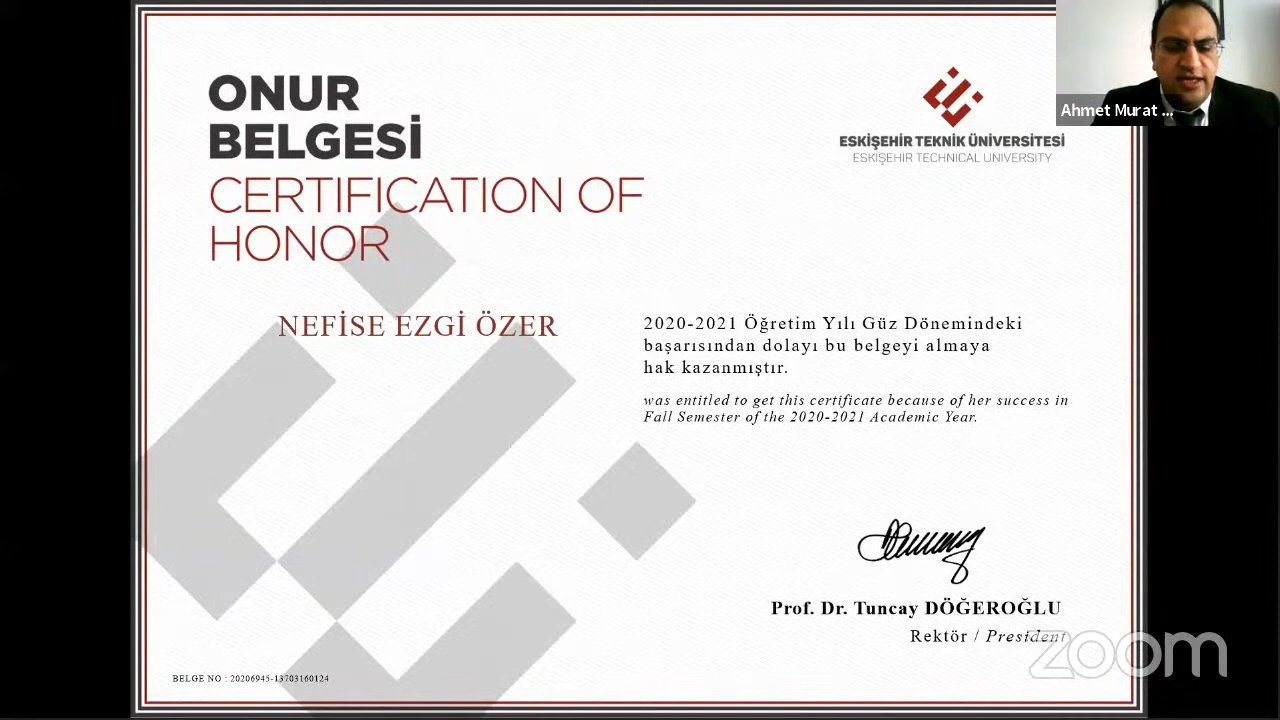 ONUR
BELGESİ
CERTIFICATION OF
HONOR
ESKİŞEHİR TEKNİK ÜNİVERSİTESİ
ESKİŞEHİR TECHNICAL UNIVERSITY
Ahmet Murat ...
NEFİSE EZGİ ÖZER
2020-2021 Öğretim Yılı Güz Dönemindeki
başarısından dolayı bu belgeyi almaya
hak kazanmıştır.
was entitled to get this certificate because of her success in
Fall Semester of the 2020-2021 Academic Year.
Prof. Dr. Tuncay DÖĞEROĞLU
Rektör / President
zoom
BELGE NO : 20206945-13703160124